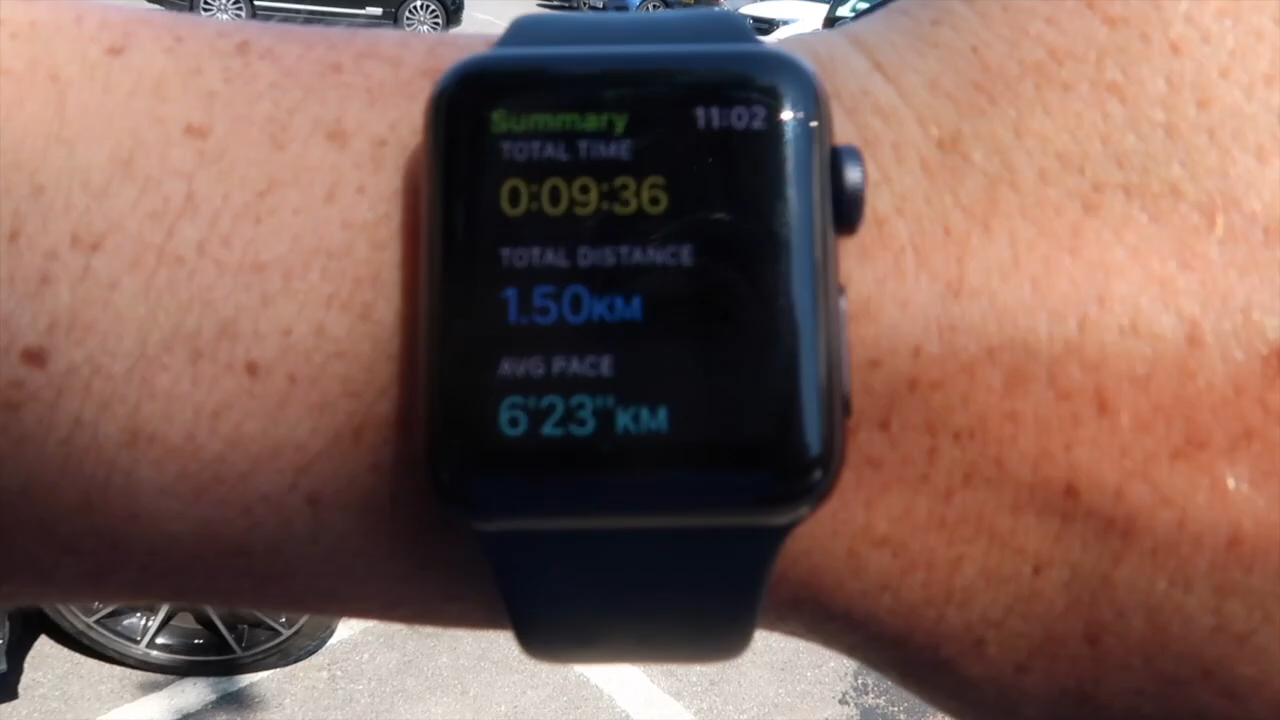 Summary 11:02
TOTAL TIME
0:09:36
TOTAL DISTANCE
1.50KM
AVG PACE
6'23"KM